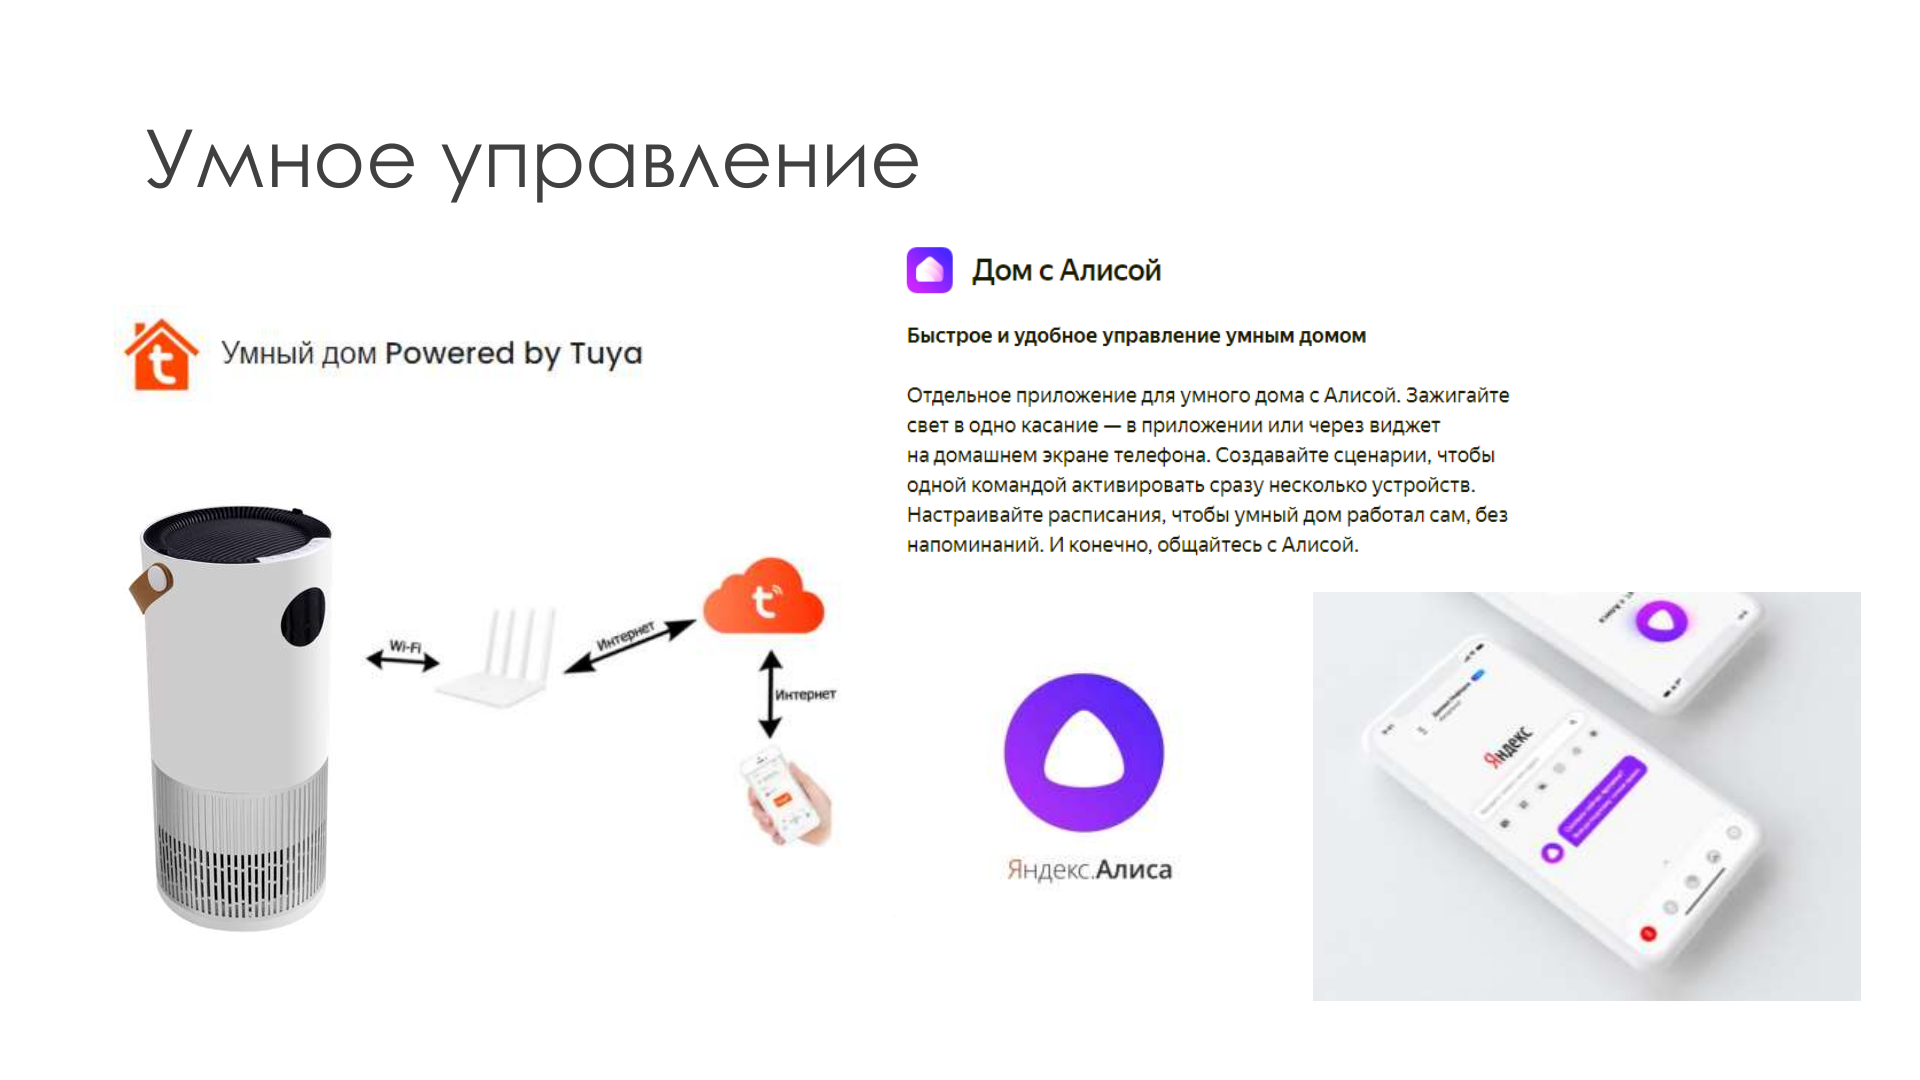 Умное управление
Умный дом Powered by Tuya
Wi-Fi
Интернет
Интернет
Дом с Алисой
Быстрое и удобное управление умным домом
Отдельное приложение для умного дома с Алисой. Зажигайте
свет в одно касание — в приложении или через виджет
на домашнем экране телефона. Создавайте сценарии, чтобы
одной командой активировать сразу несколько устройств.
Настраивайте расписания, чтобы умный дом работал сам, без
напоминаний. И конечно, общайтесь с Алисой.
Яндекс.Алиса
Яндекс